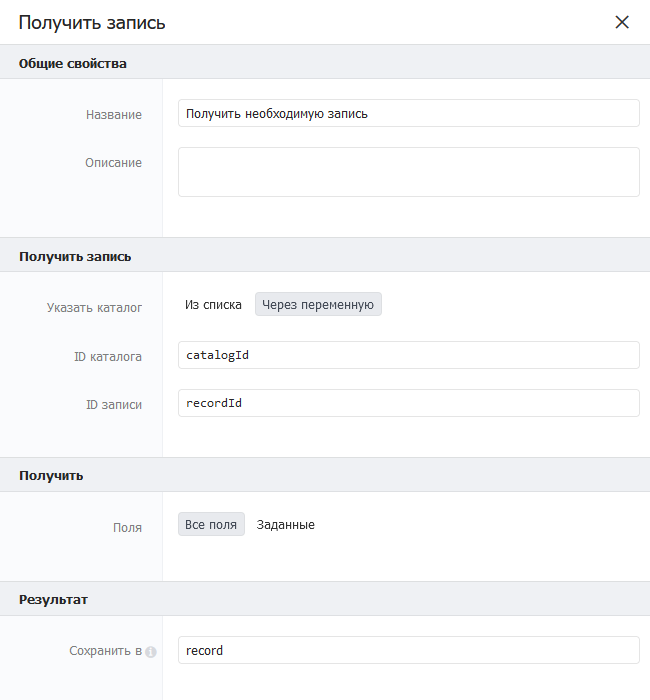 Получить запись
Общие свойства
Название
Получить необходимую запись
Описание
Получить запись
Указать каталог
Из списка
Через переменную
ID каталога
catalogId
ID записи
recordId
Получить
Поля
Все поля
Заданные
Результат
Сохранить в
record